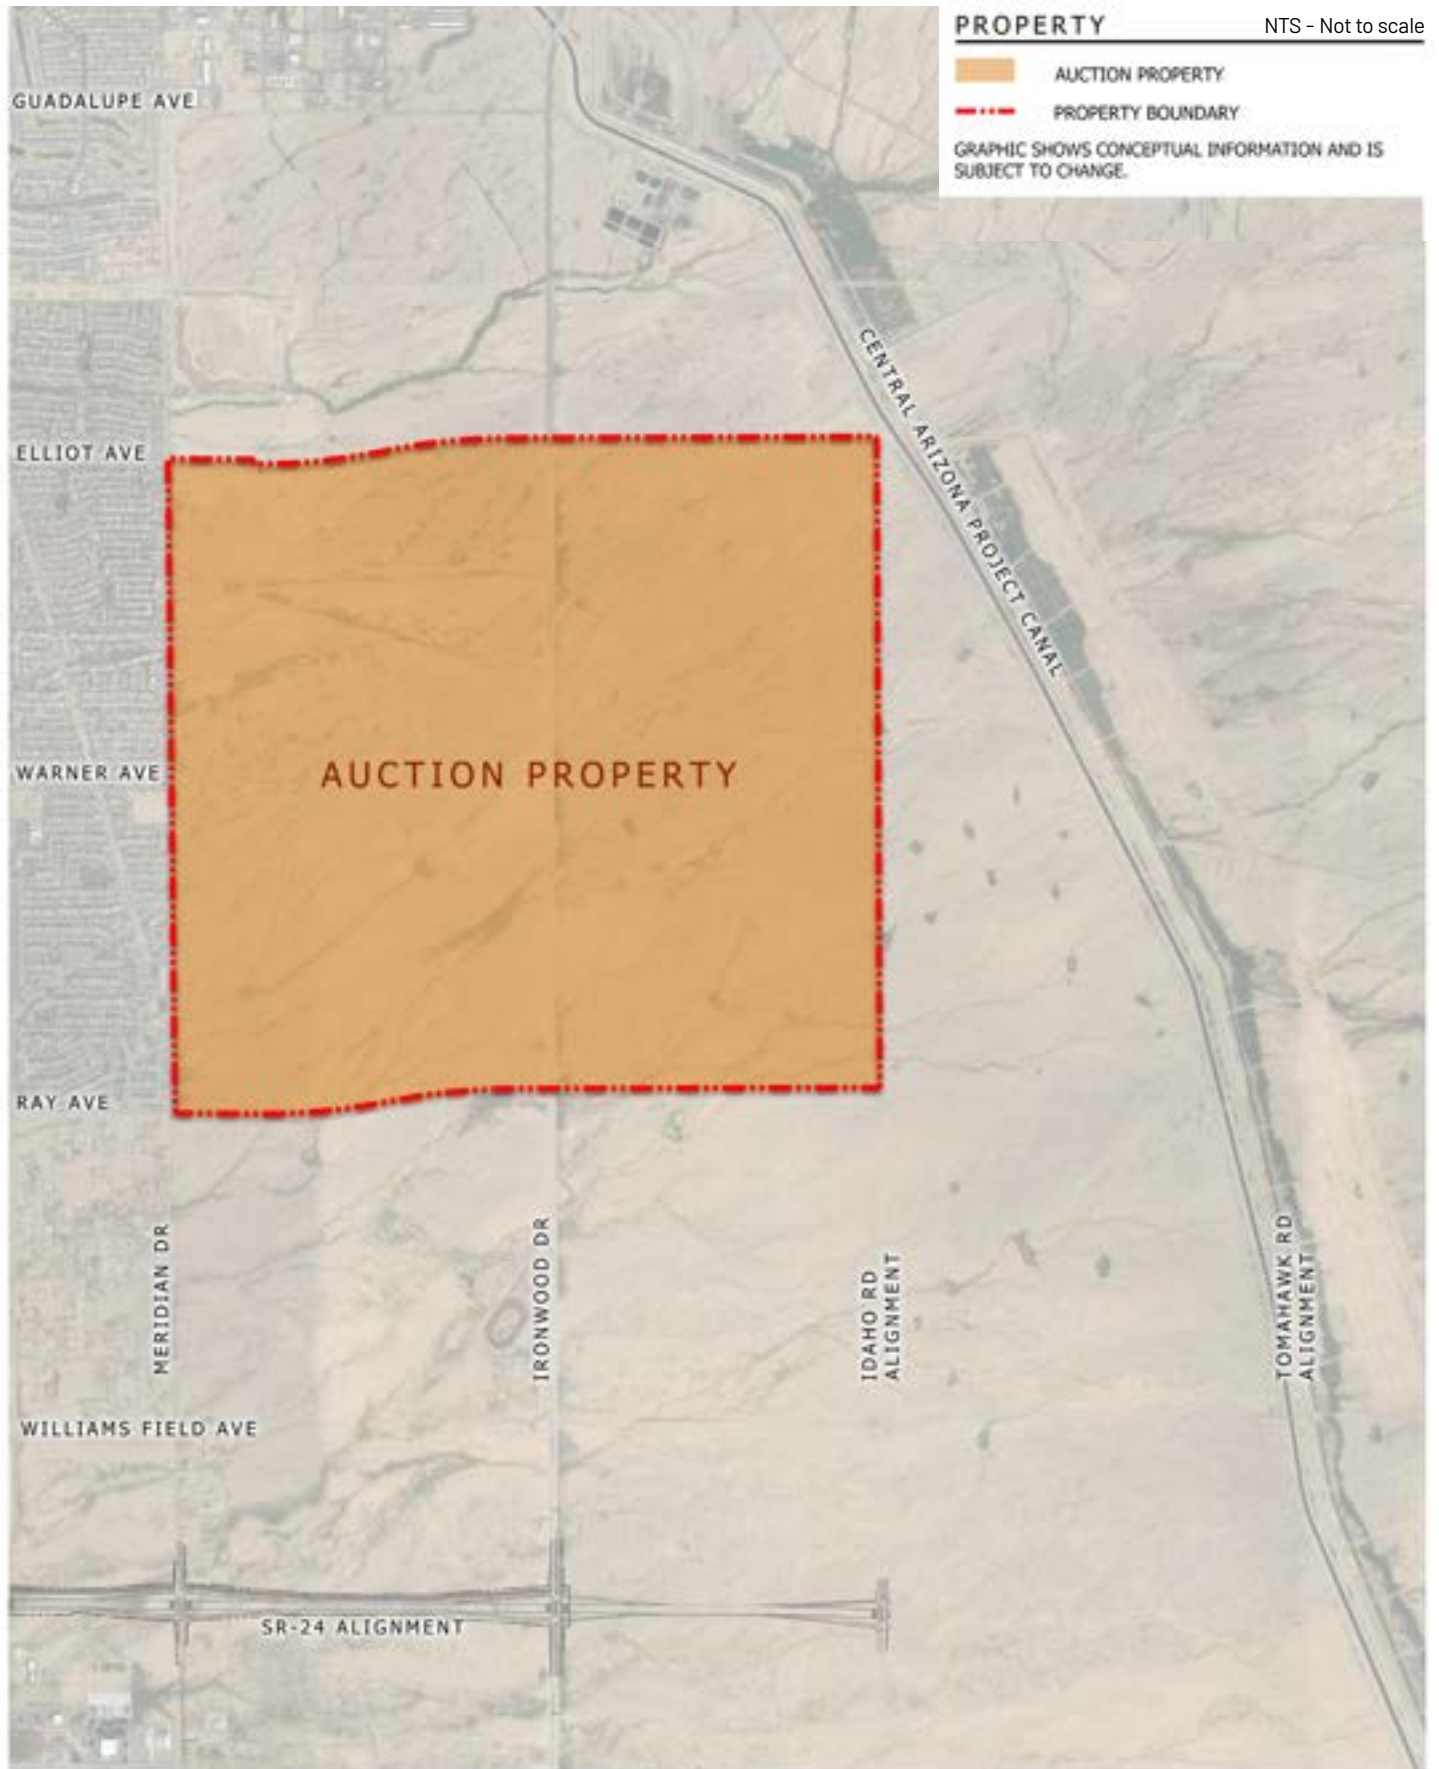 PROPERTY NTS - Not to scale
AUCTION PROPERTY
PROPERTY BOUNDARY
GRAPHIC SHOWS CONCEPTUAL INFORMATION AND IS
SUBJECT TO CHANGE.
GUADALUPE AVE
CENTRAL ARIZONA PROJECT CANAL
ELLIOT AVE
WARNER AVE
AUCTION PROPERTY
RAY AVE
MERIDIAN DR
IRONWOOD DR
IDAHO RD
ALIGNMENT
TOMAHAWK RD
ALIGNMENT
WILLIAMS FIELD AVE
SR-24 ALIGNMENT